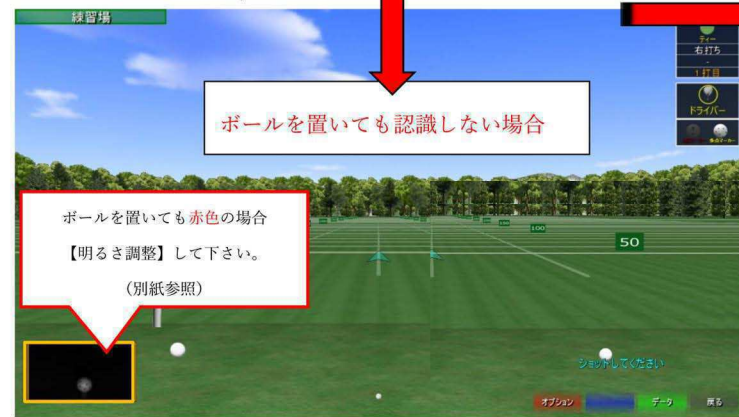 練習場
ティー
右打ち
-
1打目
ドライバー
ボールを置いても認識しない場合
ボールを置いても赤色の場合
【明るさ調整】して下さい。
(別紙参照)
100
50
ショットしてください
オプション
データ
戻る